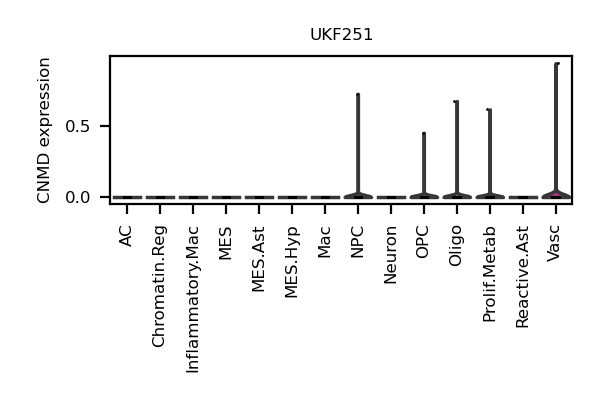 UKF251
CNMD expression
0.5
0.0
AC
Chromatin.Reg
Inflammatory.Mac
MES
MES.Ast
MES.Hyp
Mac
NPC
Neuron
OPC
Oligo
Prolif.Metab
Reactive.Ast
Vasc